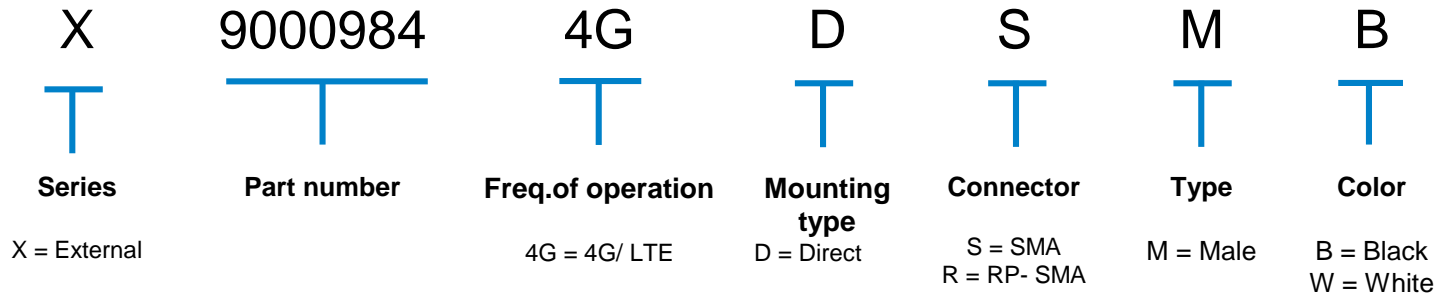 X 9000984 4G D S M B
Series Part number Freq.of operation Mounting type Connector Type Color
X = External 4G = 4G/ LTE D = Direct S = SMA M = Male B = Black
R = RP- SMA W = White